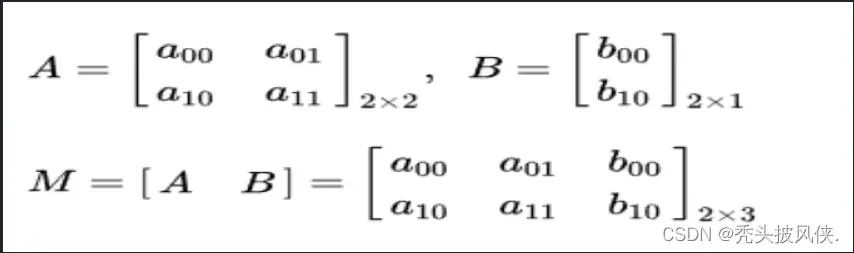 A = [ a00 a01 a10 a11 ]2×2 , B = [ b00 b10 ]2×1
M = [ A B ] = [ a00 a01 b00 a10 a11 b10 ]2×3
CSDN @秃头披风侠.